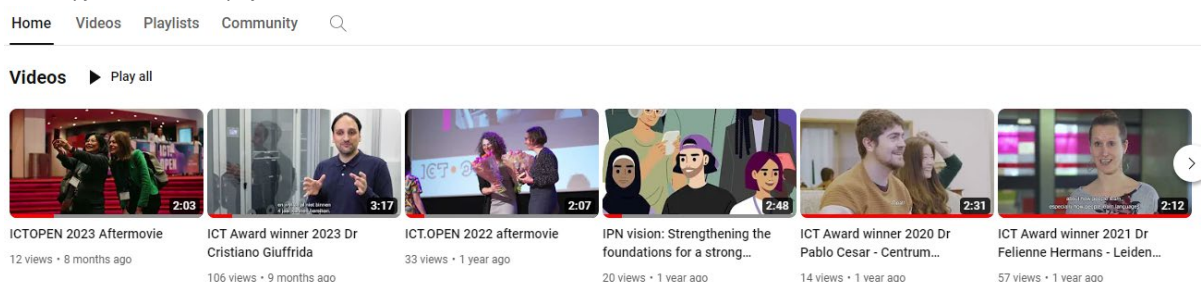 Home Videos Playlists Community
Videos Play all
ICT
OPEN
2:03
3:17
ICT
2:07
2:48
2:31
2:12
ICTOPEN 2023 Aftermovie
12 views • 8 months ago
ICT Award winner 2023 Dr
Cristiano Giuffrida
106 views • 9 months ago
ICT.OPEN 2022 aftermovie
33 views • 1 year ago
IPN vision: Strengthening the
foundations for a strong...
20 views • 1 year ago
ICT Award winner 2020 Dr
Pablo Cesar - Centrum...
14 views • 1 year ago
ICT Award winner 2021 Dr
Felienne Hermans - Leiden...
57 views • 1 year ago